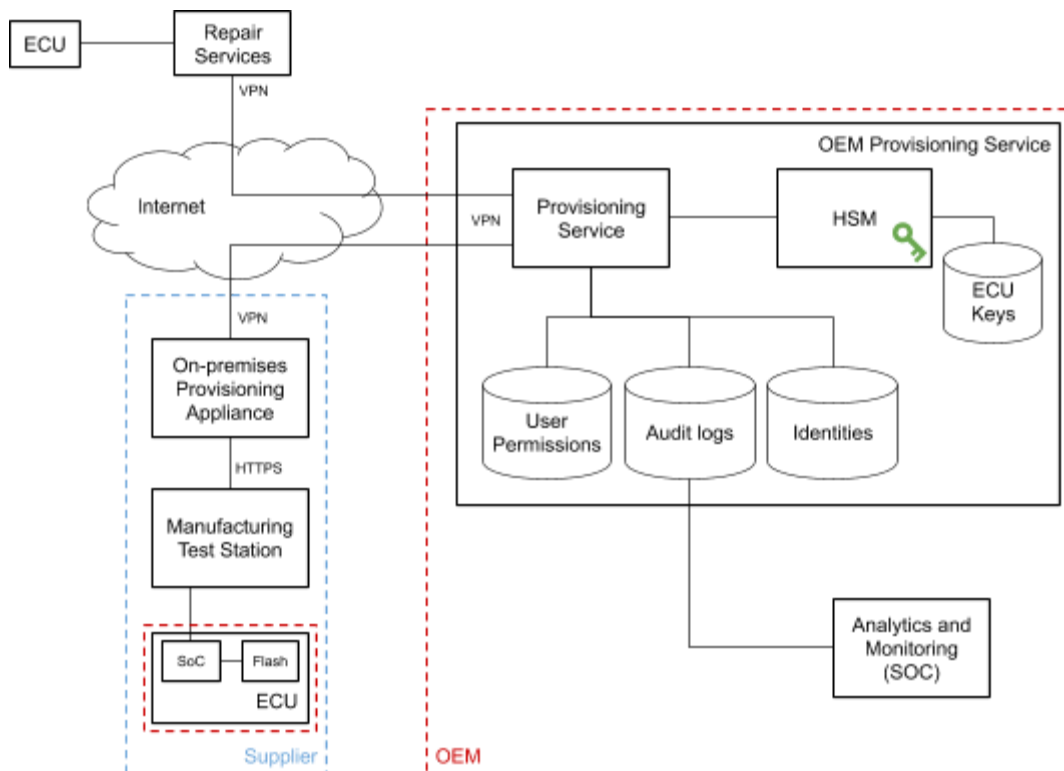 ECU
Repair
Services
VPN
Internet
VPN
OEM Provisioning Service
Provisioning
Service
HSM
ECU
Keys
User
Permissions
Audit logs
Identities
VPN
On-premises
Provisioning
Appliance
HTTPS
Manufacturing
Test Station
SoC
Flash
ECU
Supplier
Analytics and
Monitoring
(SOC)
OEM